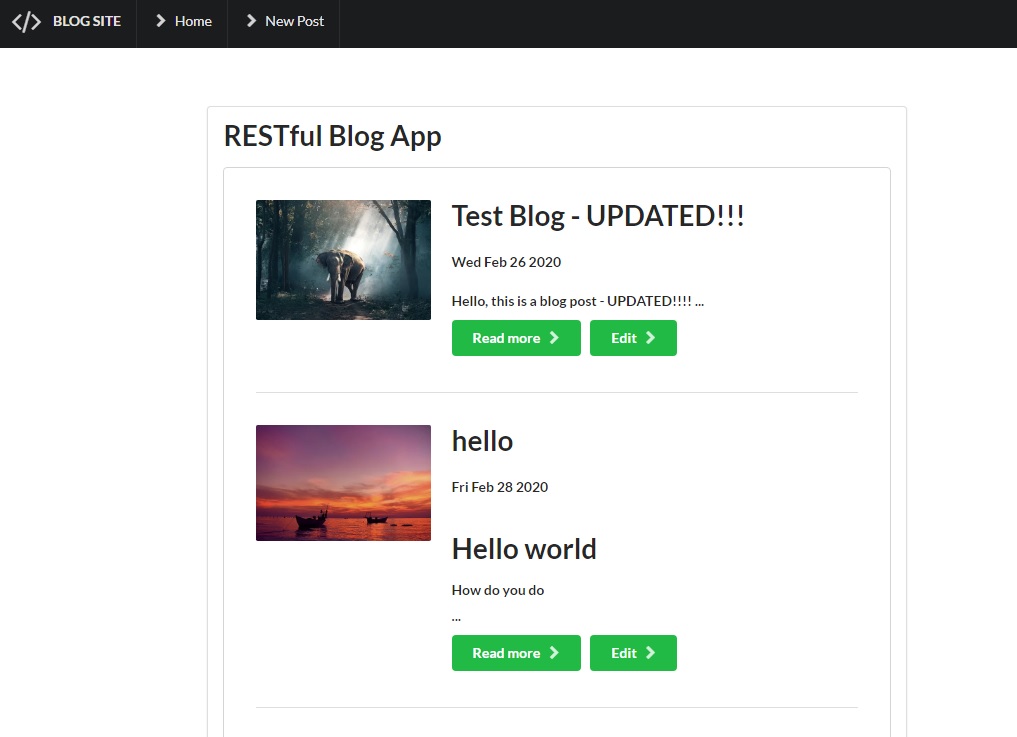 BLOG SITE Home New Post
RESTful Blog App
Test Blog - UPDATED!!!
Wed Feb 26 2020
Hello, this is a blog post - UPDATED!!!! ...
Read more Edit
hello
Fri Feb 28 2020
Hello world
How do you do
...
Read more Edit